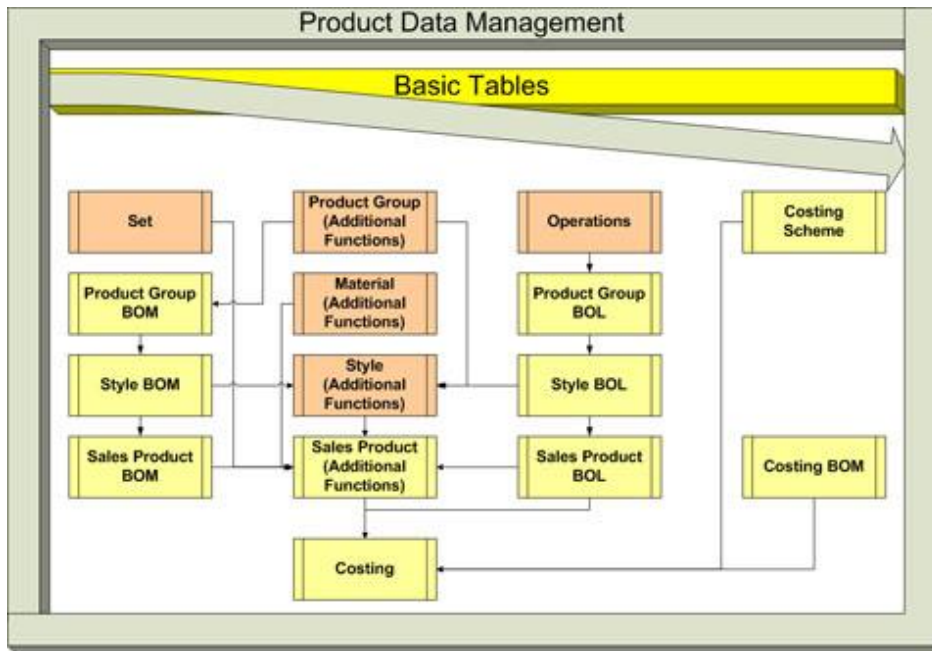 Product Data Management
Basic Tables
Set
Product Group
(Additional
Functions)
Operations
Costing
Scheme
Product Group
BOM
Material
(Additional
Functions)
Product Group
BOL
Style BOM
Style
(Additional
Functions)
Style BOL
Sales Product
BOM
Sales Product
(Additional
Functions)
Sales Product
BOL
Costing BOM
Costing